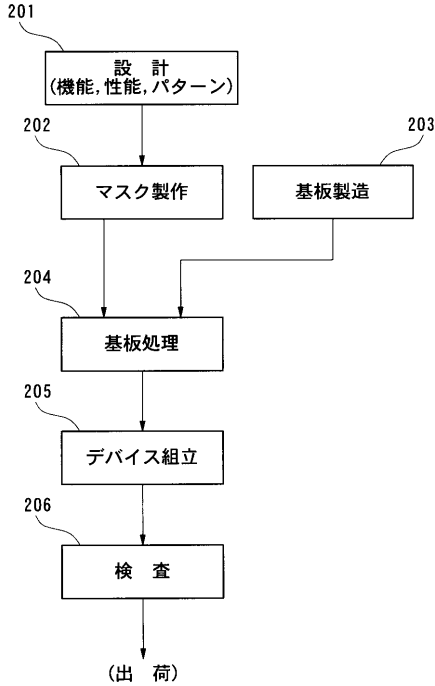 201
設 計
(機能,性能,パターン)
202
203
マスク製作
基板製造
204
基板処理
205
デバイス組立
206
検 査
(出 荷)